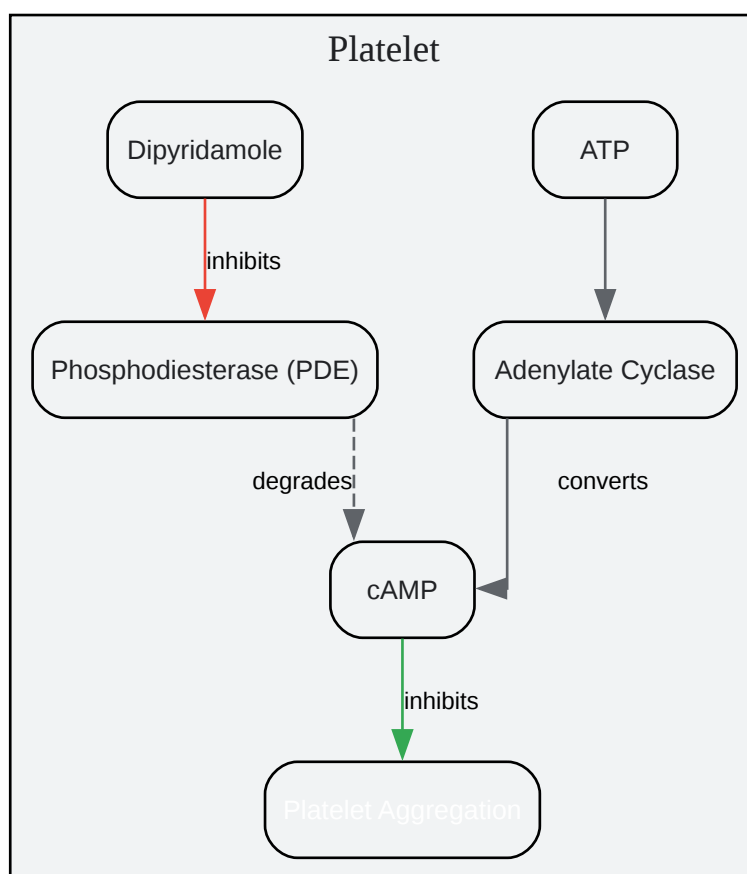 Platelet
Dipyridamole
ATP
inhibits
Phosphodiesterase (PDE)
Adenylate Cyclase
degrades
converts
cAMP
inhibits
Platelet Aggregation